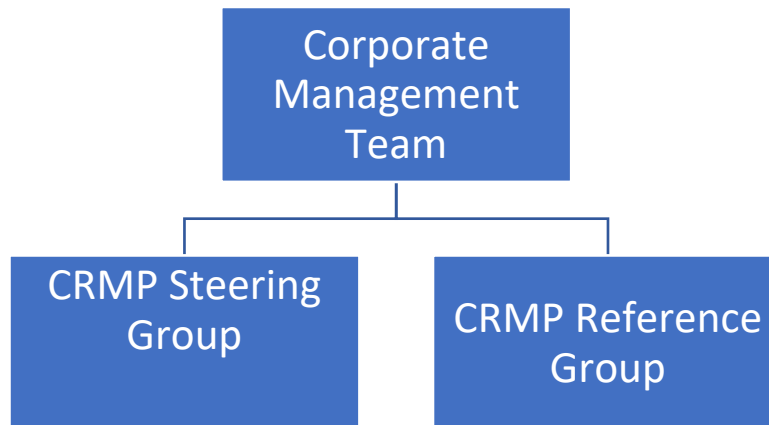 Corporate
Management
Team
CRMP Steering
Group
CRMP Reference
Group